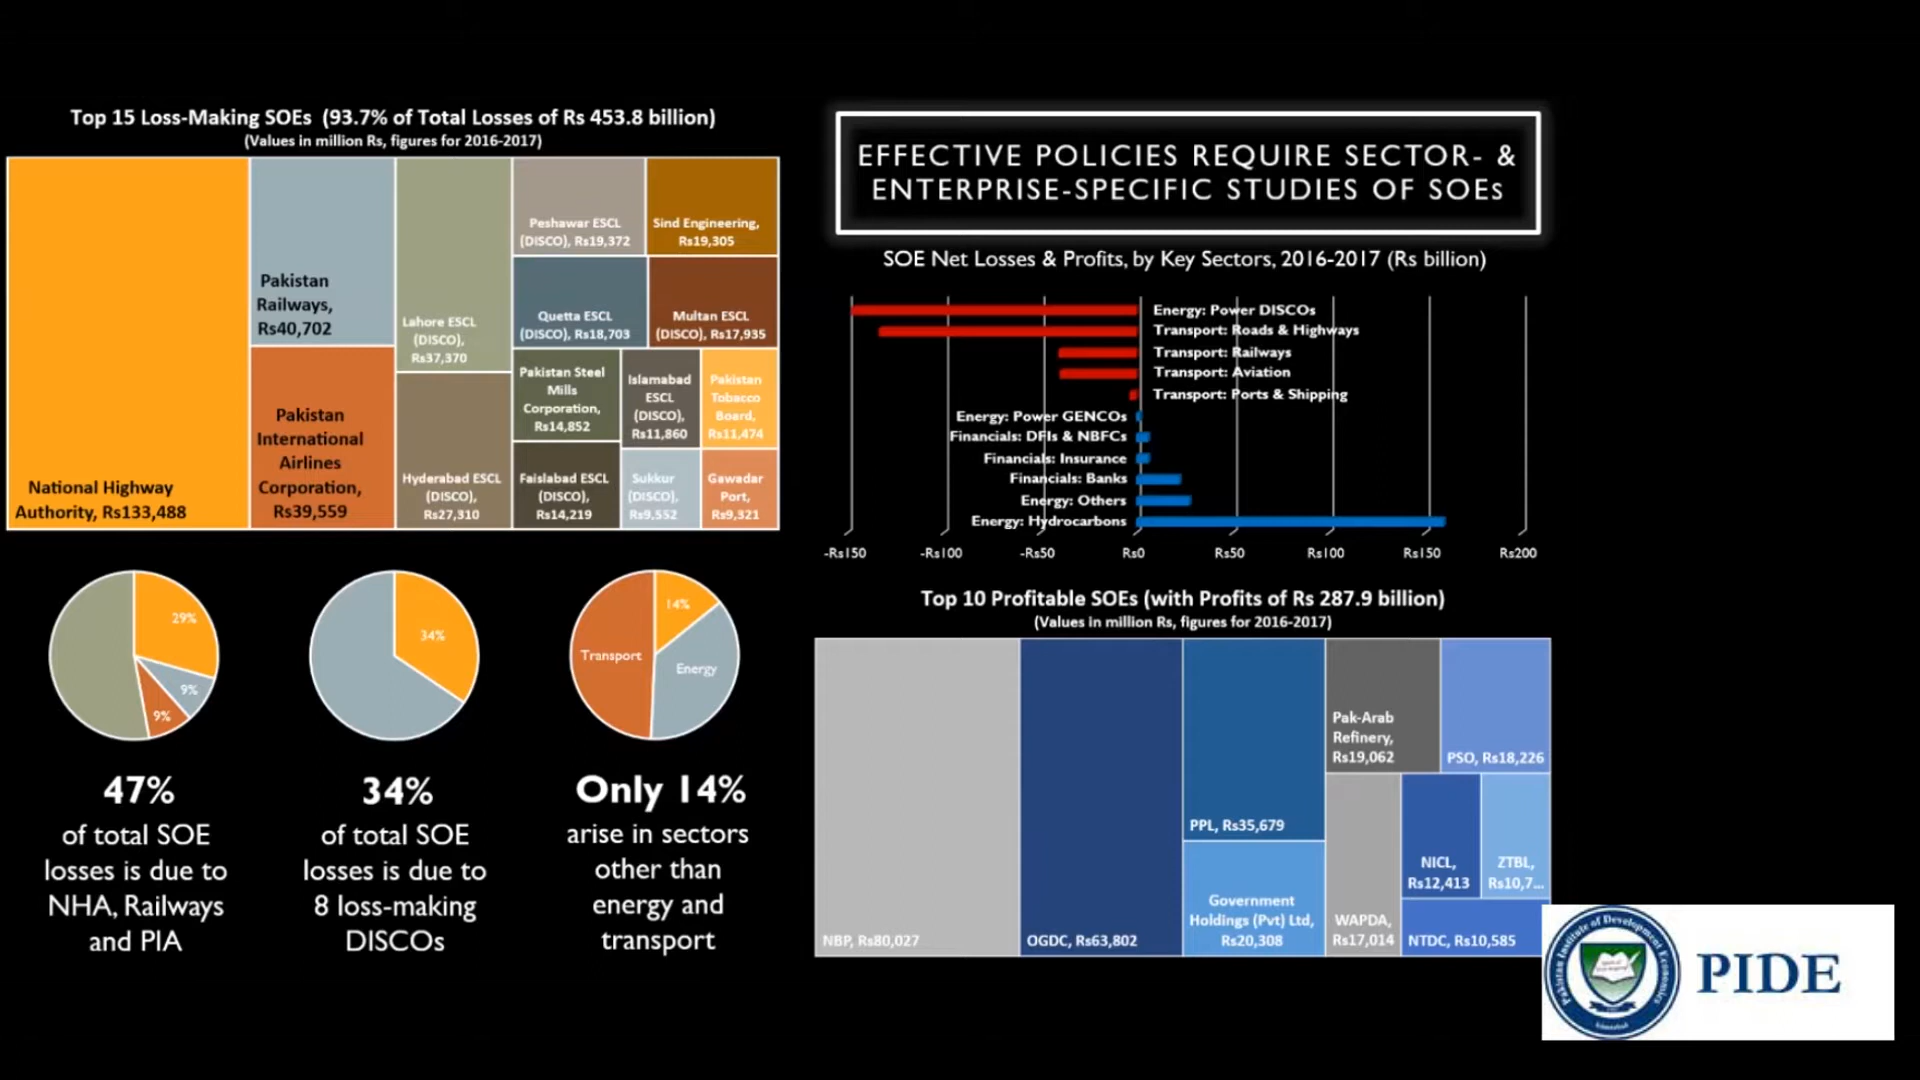 Top 15 Loss-Making SOEs (93.7% of Total Losses of Rs 453.8 billion)
(Values in million Rs, figures for 2016-2017)
National Highway
Authority, Rs133,488
Pakistan
Railways,
Rs40,702
Pakistan
International
Airlines
Corporation,
Rs39,559
Lahore ESCL
(DISCO),
Rs37,370
Hyderabad ESCL
(DISCO),
Rs27,310
Peshawar ESCL
(DISCO), Rs19,372
Sind Engineering,
Rs19,305
Quetta ESCL
(DISCO), Rs18,703
Multan ESCL
(DISCO), Rs17,935
Pakistan Steel
Mills
Corporation,
Rs14,852
Faislabad ESCL
(DISCO),
Rs14,219
Islamabad
ESCL
(DISCO),
Rs11,860
Pakistan
Tobacco
Board,
Rs11,474
Sukkur
(DISCO),
Rs9,552
Gawadar
Port,
Rs9,321
29%
9%
9%
47%
of total SOE
losses is due to
NHA, Railways
and PIA
34%
34%
of total SOE
losses is due to
8 loss-making
DISCOs
14%
Transport
Energy
Only 14%
arise in sectors
other than
energy and
transport
EFFECTIVE POLICIES REQUIRE SECTOR- &
ENTERPRISE-SPECIFIC STUDIES OF SOEs
SOE Net Losses & Profits, by Key Sectors, 2016-2017 (Rs billion)
Energy: Power DISCOs
Transport: Roads & Highways
Transport: Railways
Transport: Aviation
Transport: Ports & Shipping
Energy: Power GENCOs
Financials: DFIs & NBFCs
Financials: Insurance
Financials: Banks
Energy: Others
Energy: Hydrocarbons
-Rs150 -Rs100 -Rs50 Rs0 Rs50 Rs100 Rs150 Rs200
Top 10 Profitable SOEs (with Profits of Rs 287.9 billion)
(Values in million Rs, figures for 2016-2017)
NBP, Rs80,027
OGDC, Rs63,802
PPL, Rs35,679
Government
Holdings (Pvt) Ltd,
Rs20,308
Pak-Arab
Refinery,
Rs19,062
PSO, Rs18,226
WAPDA,
Rs17,014
NICL,
Rs12,413
ZTBL,
Rs10,7...
NTDC, Rs10,585
Pakistan Institute of Development Economics
Islamabad
PIDE